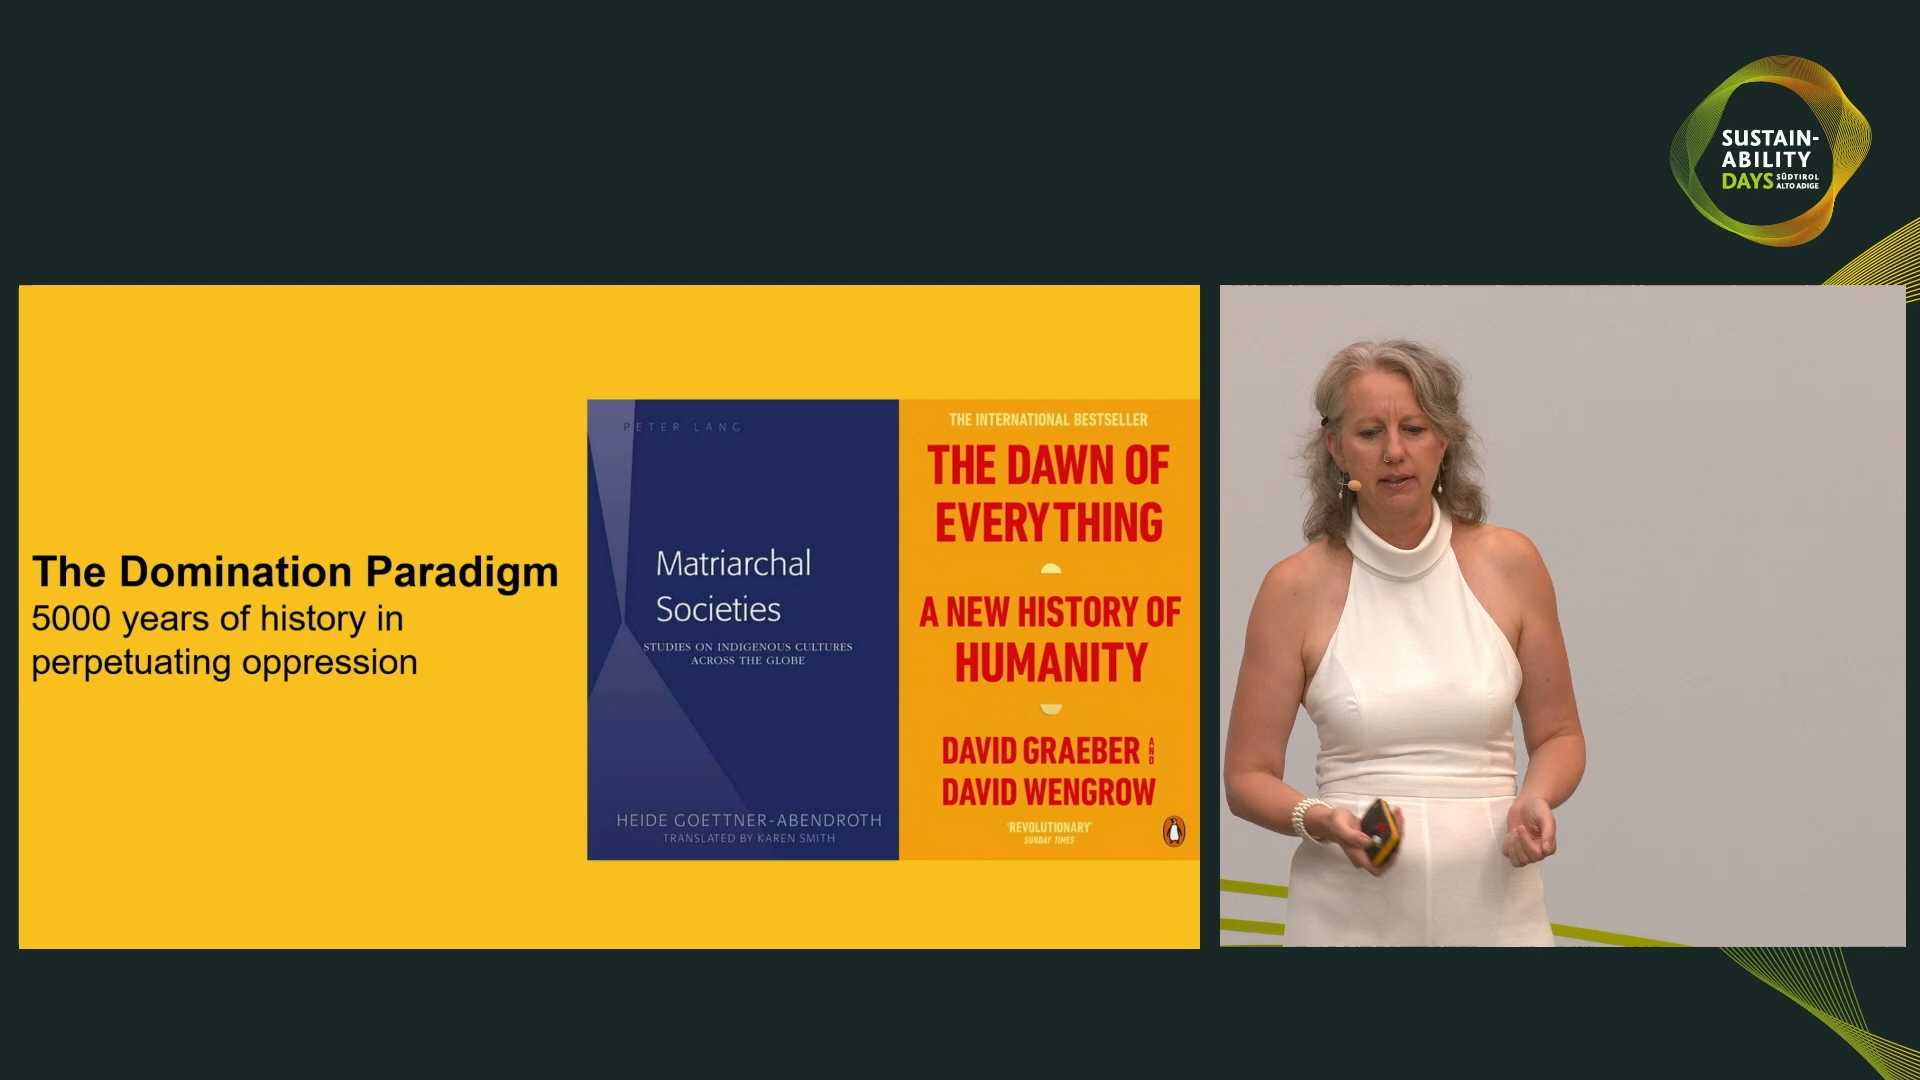 SUSTAIN-
ABILITY
DAYS SÜDTIROL
ALTO ADIGE
The Domination Paradigm
5000 years of history in
perpetuating oppression
PETER LANG
Matriarchal
Societies
STUDIES ON INDIGENOUS CULTURES
ACROSS THE GLOBE
HEIDE GOETTNER-ABENDROTH
TRANSLATED BY KAREN SMITH
THE INTERNATIONAL BESTSELLER
THE DAWN OF
EVERYTHING
A NEW HISTORY OF
HUMANITY
DAVID GRAEBER AND
DAVID WENGROW
'REVOLUTIONARY'
SUNDAY TIMES